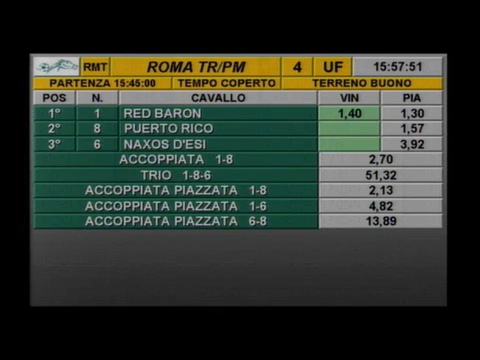 RMT ROMA TR/PM 4 UF 15:57:51
PARTENZA 15:45:00 TEMPO COPERTO TERRENO BUONO
POS N. CAVALLO VIN PIA
1° 1 RED BARON 1,40 1,30
2° 8 PUERTO RICO 1,57
3° 6 NAXOS D'ESI 3,92
ACCOPPIATA 1-8 2,70
TRIO 1-8-6 51,32
ACCOPPIATA PIAZZATA 1-8 2,13
ACCOPPIATA PIAZZATA 1-6 4,82
ACCOPPIATA PIAZZATA 6-8 13,89